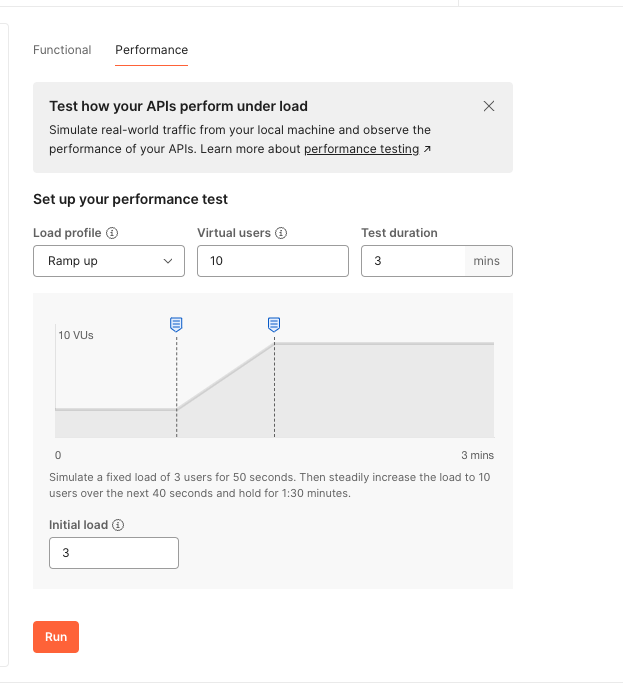 Functional Performance
Test how your APIs perform under load
Simulate real-world traffic from your local machine and observe the
performance of your APIs. Learn more about performance testing ↗
Set up your performance test
Load profile Virtual users Test duration
Ramp up 10 3 mins
10 VUs
0 3 mins
Simulate a fixed load of 3 users for 50 seconds. Then steadily increase the load to 10
users over the next 40 seconds and hold for 1:30 minutes.
Initial load
3
Run